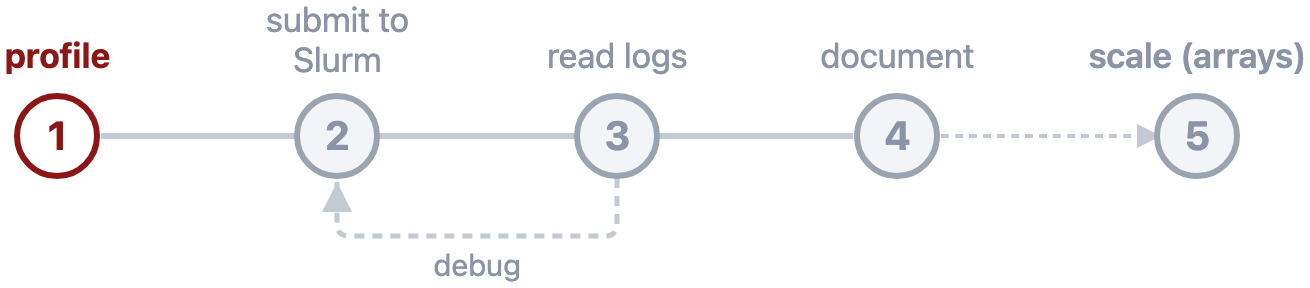 profile
submit to
Slurm
read logs
document
scale (arrays)
1
2
3
4
5
debug